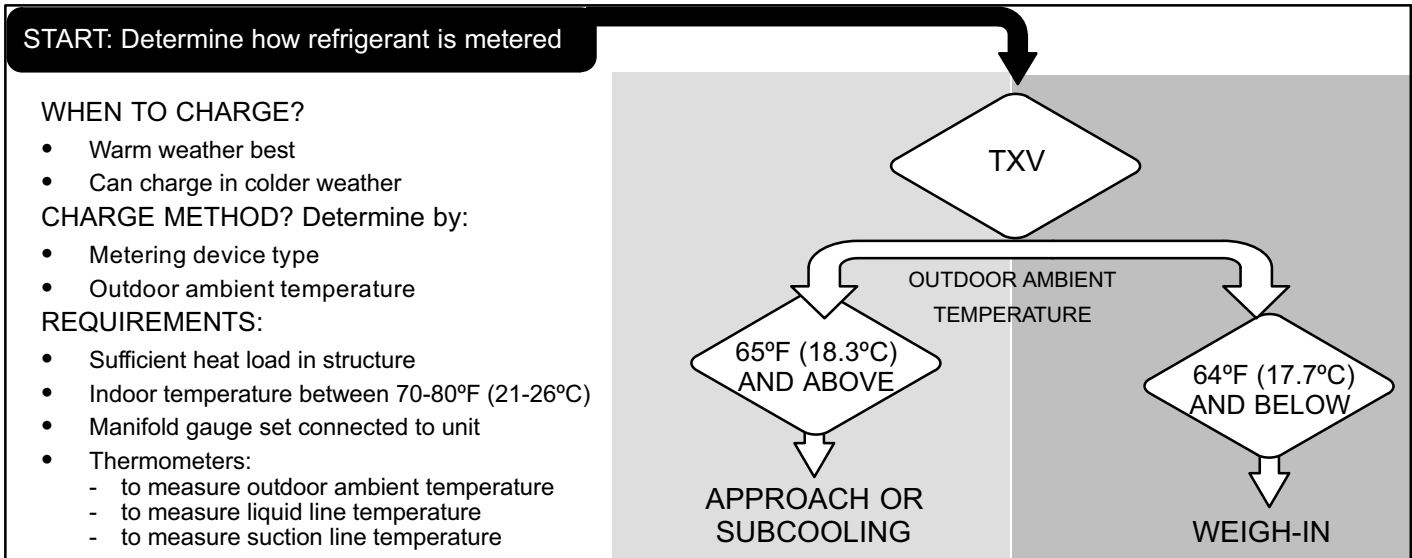 START: Determine how refrigerant is metered
WHEN TO CHARGE?
• Warm weather best
• Can charge in colder weather
CHARGE METHOD? Determine by:
• Metering device type
• Outdoor ambient temperature
REQUIREMENTS:
• Sufficient heat load in structure
• Indoor temperature between 70-80ºF (21-26ºC)
• Manifold gauge set connected to unit
• Thermometers:
- to measure outdoor ambient temperature
- to measure liquid line temperature
- to measure suction line temperature
TXV
OUTDOOR AMBIENT
TEMPERATURE
65ºF (18.3ºC)
AND ABOVE
APPROACH OR
SUBCOOLING
64ºF (17.7ºC)
AND BELOW
WEIGH-IN